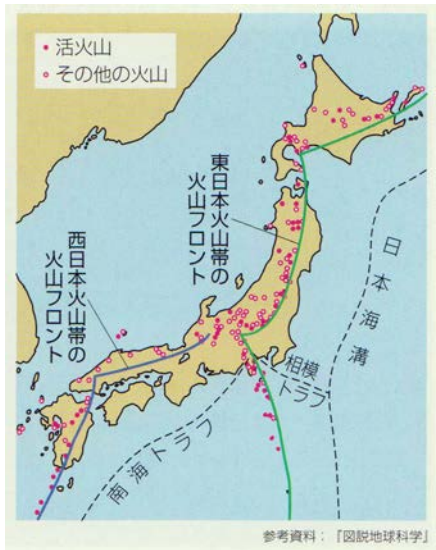 活火山
その他の火山
東日本火山帯の
火山フロント
西日本火山帯の
火山フロント
日本海溝
相模
トラフ
南海トラフ
参考資料：『図説地球科学』